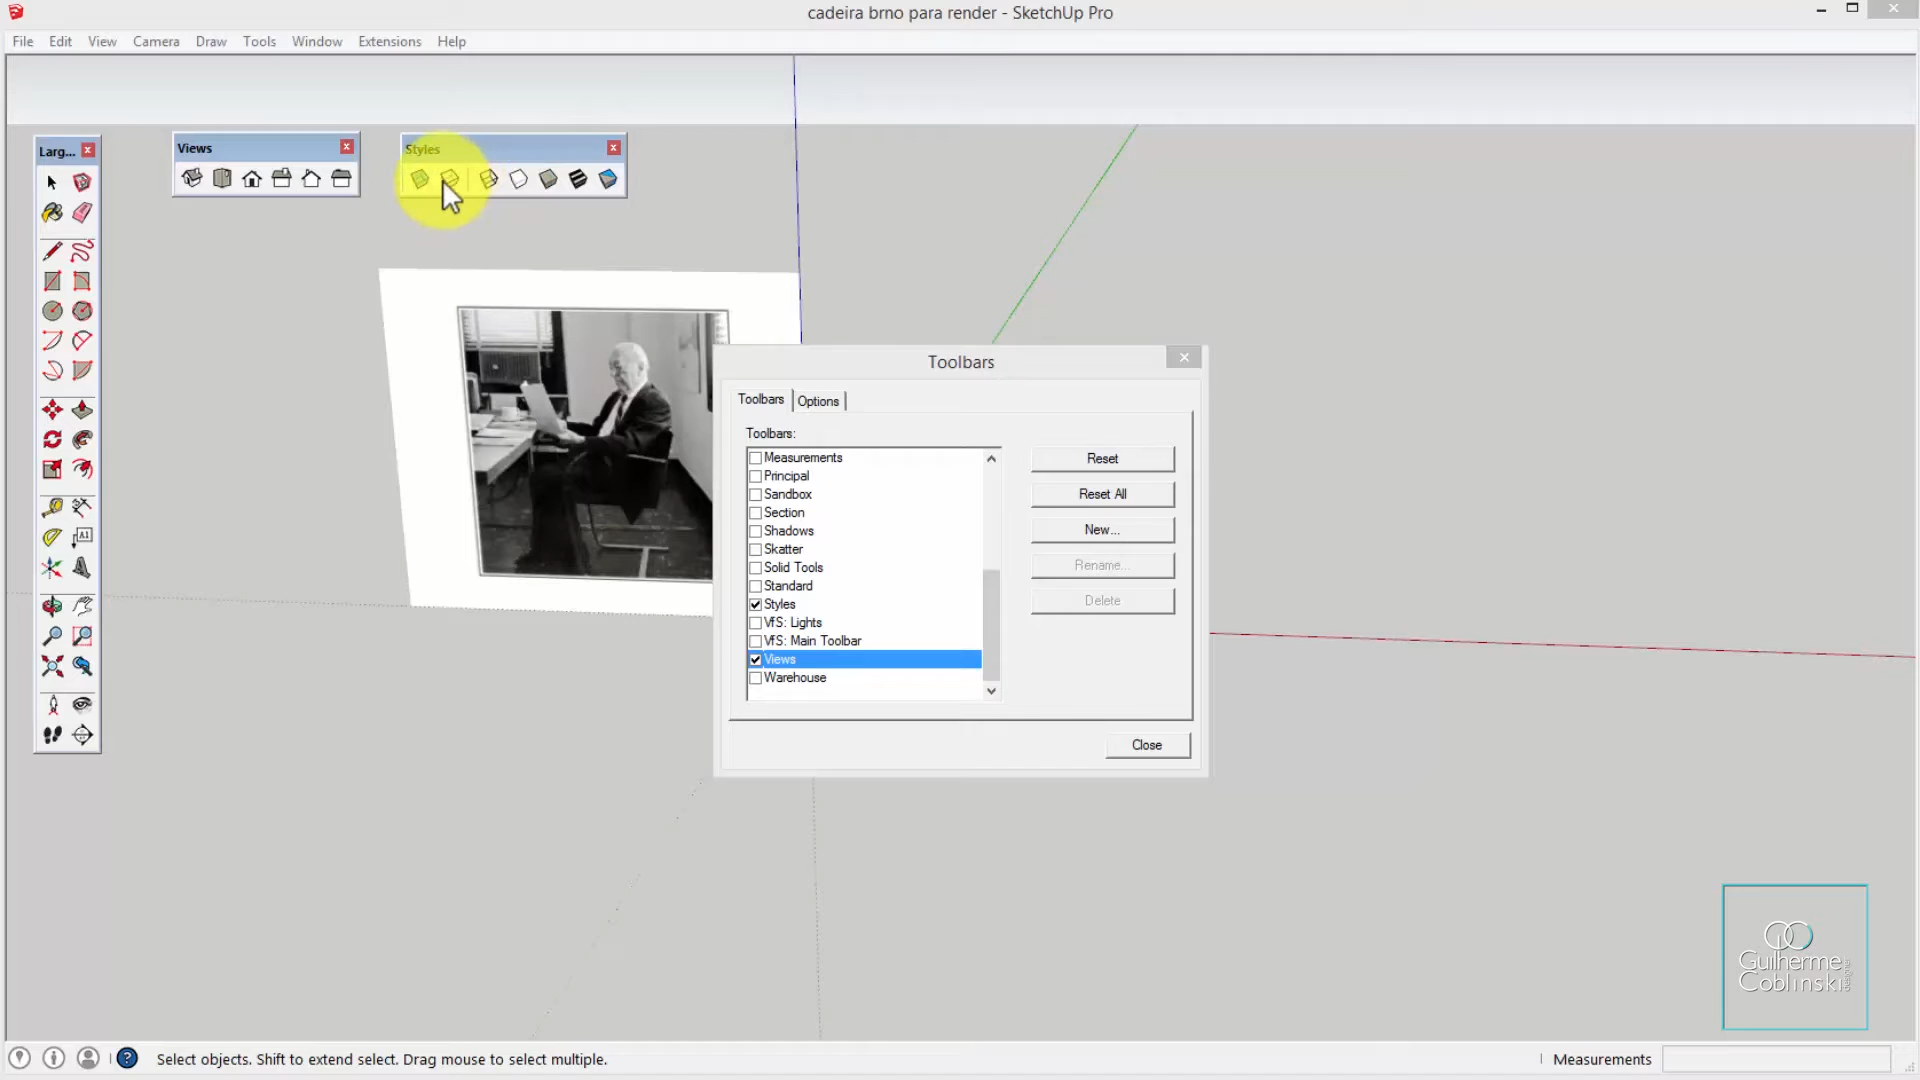 cadeira brno para render - SketchUp Pro
File Edit View Camera Draw Tools Window Extensions Help
Larg...
Views
Styles
A1
Toolbars
Toolbars Options
Toolbars:
Measurements
Principal
Sandbox
Section
Shadows
Skatter
Solid Tools
Standard
Styles
VfS: Lights
VfS: Main Toolbar
Views
Warehouse
Reset
Reset All
New...
Rename...
Delete
Close
Guilherme
Coblinski
designer
Select objects. Shift to extend select. Drag mouse to select multiple.
Measurements